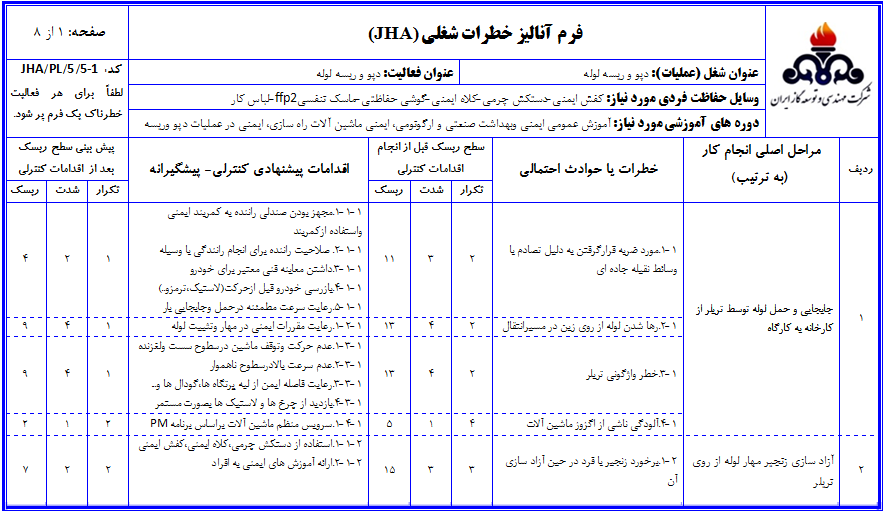 فرم آنالیز خطرات شغلی (JHA)
صفحه: ۱ از ۸
شرکت مهندسی و توسعه گاز ایران
عنوان شغل (عملیات): دپو و ریسه لوله
عنوان فعالیت: دپو و ریسه لوله
کد: JHA/PL/5/5-1
لطفاً برای هر فعالیت
خطرناک یک فرم پر شود.
وسایل حفاظت فردی مورد نیاز: کفش ایمنی-دستکش چرمی-کلاه ایمنی-گوشی حفاظتی-ماسک تنفسی ffp2-لباس کار
دوره های آموزشی مورد نیاز: آموزش عمومی ایمنی وبهداشت صنعتی و ارگونومی، ایمنی ماشین آلات راه سازی، ایمنی در عملیات دپو وریسه
ردیف
مراحل اصلی انجام کار
(به ترتیب)
خطرات یا حوادث احتمالی
سطح ریسک قبل از انجام
اقدامات کنترلی
تکرار
شدت
ریسک
اقدامات پیشنهادی کنترلی- پیشگیرانه
پیش بینی سطح ریسک
بعد از اقدامات کنترلی
تکرار
شدت
ریسک
۱
جابجایی و حمل لوله توسط تریلر از
کارخانه به کارگاه
۱-۱.مورد ضربه قرارگرفتن به دلیل تصادم با
وسائط نقیله جاده ای
۲
۳
۱۱
۱-۱-۱.مجهز بودن صندلی راننده به کمربند ایمنی
واستفاده ازکمربند
۲-۱-۱. صلاحیت راننده برای انجام رانندگی با وسیله
۳-۱-۱.داشتن معاینه فنی معتبر برای خودرو
۴-۱-۱.بازرسی خودرو قبل ازحرکت(لاستیک،ترمزو..)
۵-۱-۱.رعایت سرعت مطمئنه درحمل وجابجایی بار
۱
۲
۴
۲-۱.رها شدن لوله از روی زین در مسیرانتقال
۲
۴
۱۳
۱-۲-۱.رعایت مقررات ایمنی در مهار وتثبیت لوله
۱
۴
۹
۳-۱.خطر واژگونی تریلر
۲
۴
۱۳
۱-۳-۱.عدم حرکت وتوقف ماشین درسطوح سست ولغزنده
۲-۳-۱.عدم سرعت بالادرسطوح ناهموار
۳-۳-۱.رعایت فاصله ایمن از لبه پرتگاه ها،گودال ها و..
۴-۳-۱.بازدید از چرخ ها و لاستیک ها بصورت مستمر
۱
۴
۹
۴-۱.آلودگی ناشی از اگزوز ماشین آلات
۴
۱
۵
۱-۴-۱.سرویس منظم ماشین آلات براساس برنامه PM
۲
۱
۲
۲
آزاد سازی زنجیر مهار لوله از روی
تریلر
۱-۲.برخورد زنجیر با فرد در حین آزاد سازی
آن
۳
۳
۱۵
۱-۱-۲.استفاده از دستکش چرمی،کلاه ایمنی،کفش ایمنی
۲-۱-۲.ارائه آموزش های ایمنی به افراد
۲
۲
۷